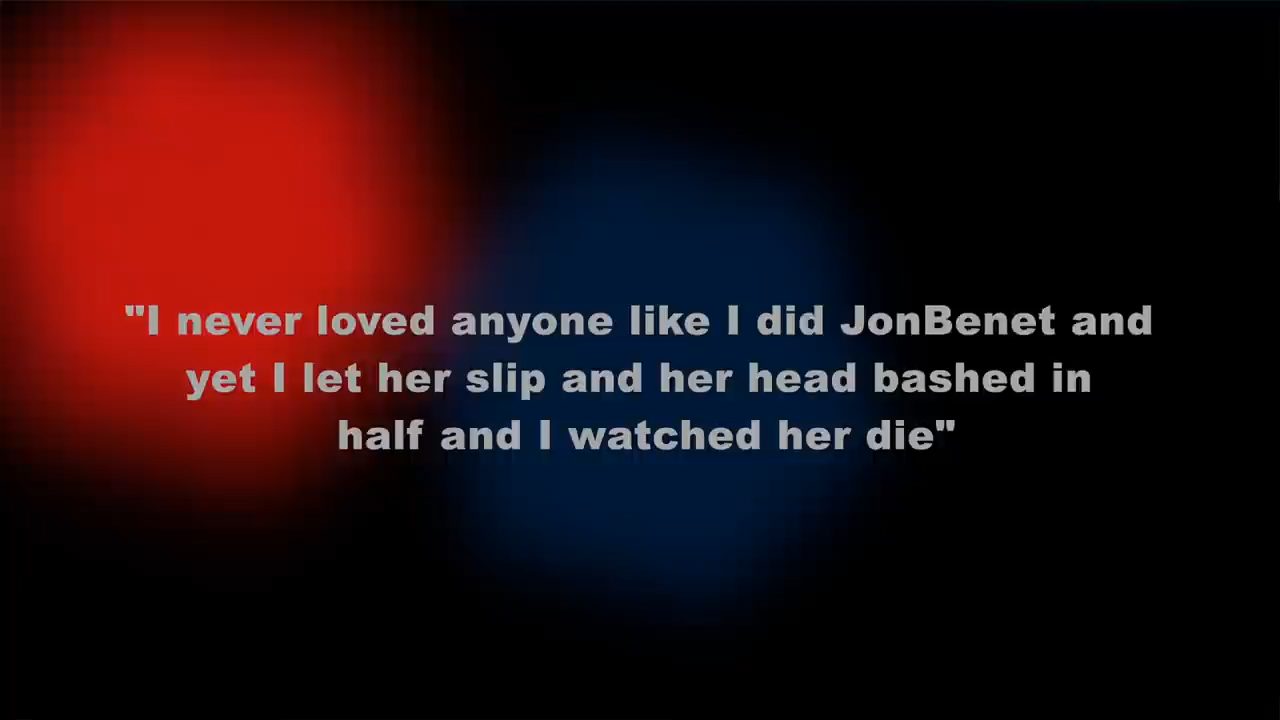 "I never loved anyone like I did JonBenet and
yet I let her slip and her head bashed in
half and I watched her die"